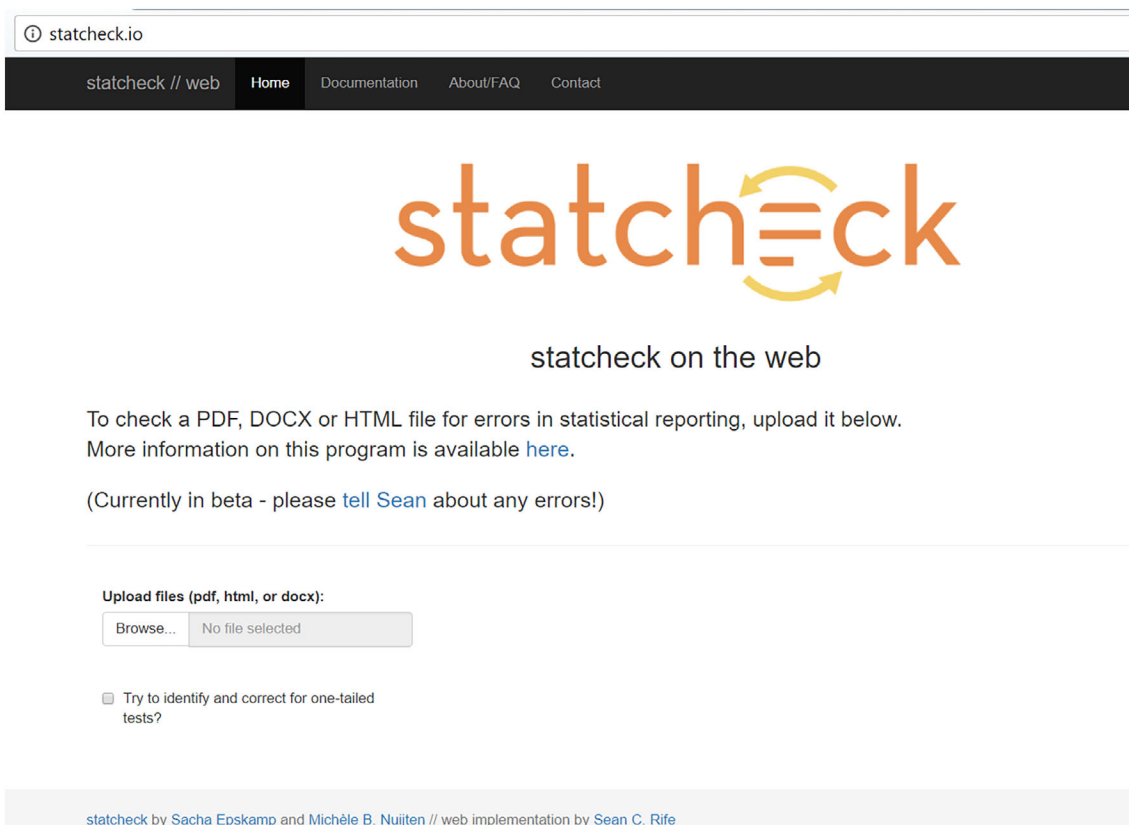 statcheck.io
statcheck // web Home Documentation About/FAQ Contact
statcheck
statcheck on the web
To check a PDF, DOCX or HTML file for errors in statistical reporting, upload it below.
More information on this program is available here.
(Currently in beta - please tell Sean about any errors!)
Upload files (pdf, html, or docx):
Browse... No file selected
Try to identify and correct for one-tailed
tests?
statcheck by Sacha Epskamp and Michèle B. Nuijten // web implementation by Sean C. Rife